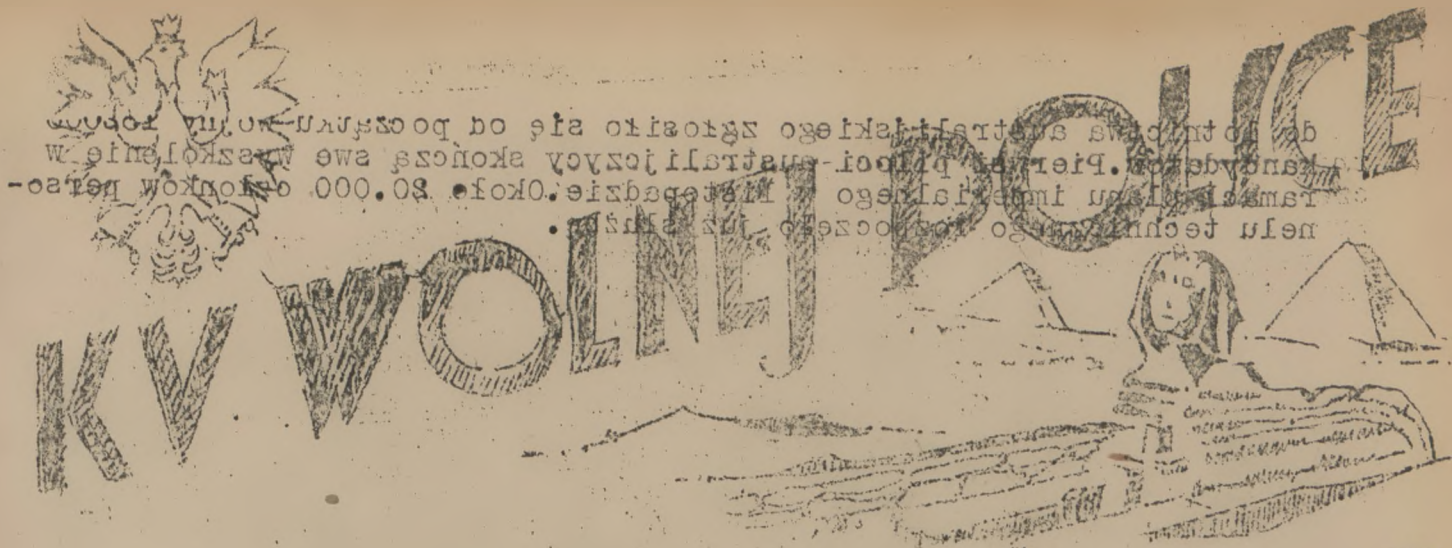 KV WOLNEJ POLSCE
do lotnictwa australijskiego zgłosiło się od początku wojny
kandydatów. Pierwsi piloci-australijczycy skończą swe wyszkolenie w
ramach planu imperialnego w listopadzie. Około 20.000 członków perso-
nelu technicznego rozpoczęło już służbę.